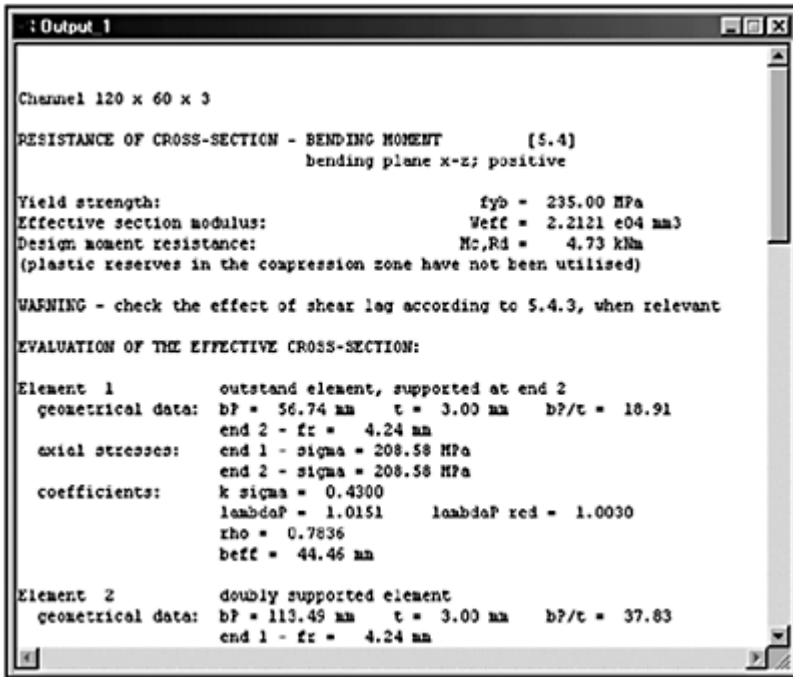 Output_1
Channel 120 x 60 x 3
RESISTANCE OF CROSS-SECTION - BENDING MOMENT [5.4]
bending plane x-z; positive
Yield strength: fyb = 235.00 MPa
Effective section modulus: Weff = 2.2121 e04 mm3
Design moment resistance: Mc,Rd = 4.73 kNm
(plastic reserves in the compression zone have not been utilised)
WARNING - check the effect of shear lag according to 5.4.3, when relevant
EVALUATION OF THE EFFECTIVE CROSS-SECTION:
Element 1 outstand element, supported at end 2
geometrical data: bP = 56.74 mm t = 3.00 mm bP/t = 18.91
end 2 - fr = 4.24 mm
axial stresses: end 1 - sigma = 208.58 MPa
end 2 - sigma = 208.58 MPa
coefficients: k sigma = 0.4300
lambdaP = 1.0151 lambdaP red = 1.0030
rho = 0.7836
beff = 44.46 mm
Element 2 doubly supported element
geometrical data: bP = 113.49 mm t = 3.00 mm bP/t = 37.83
end 1 - fr = 4.24 mm